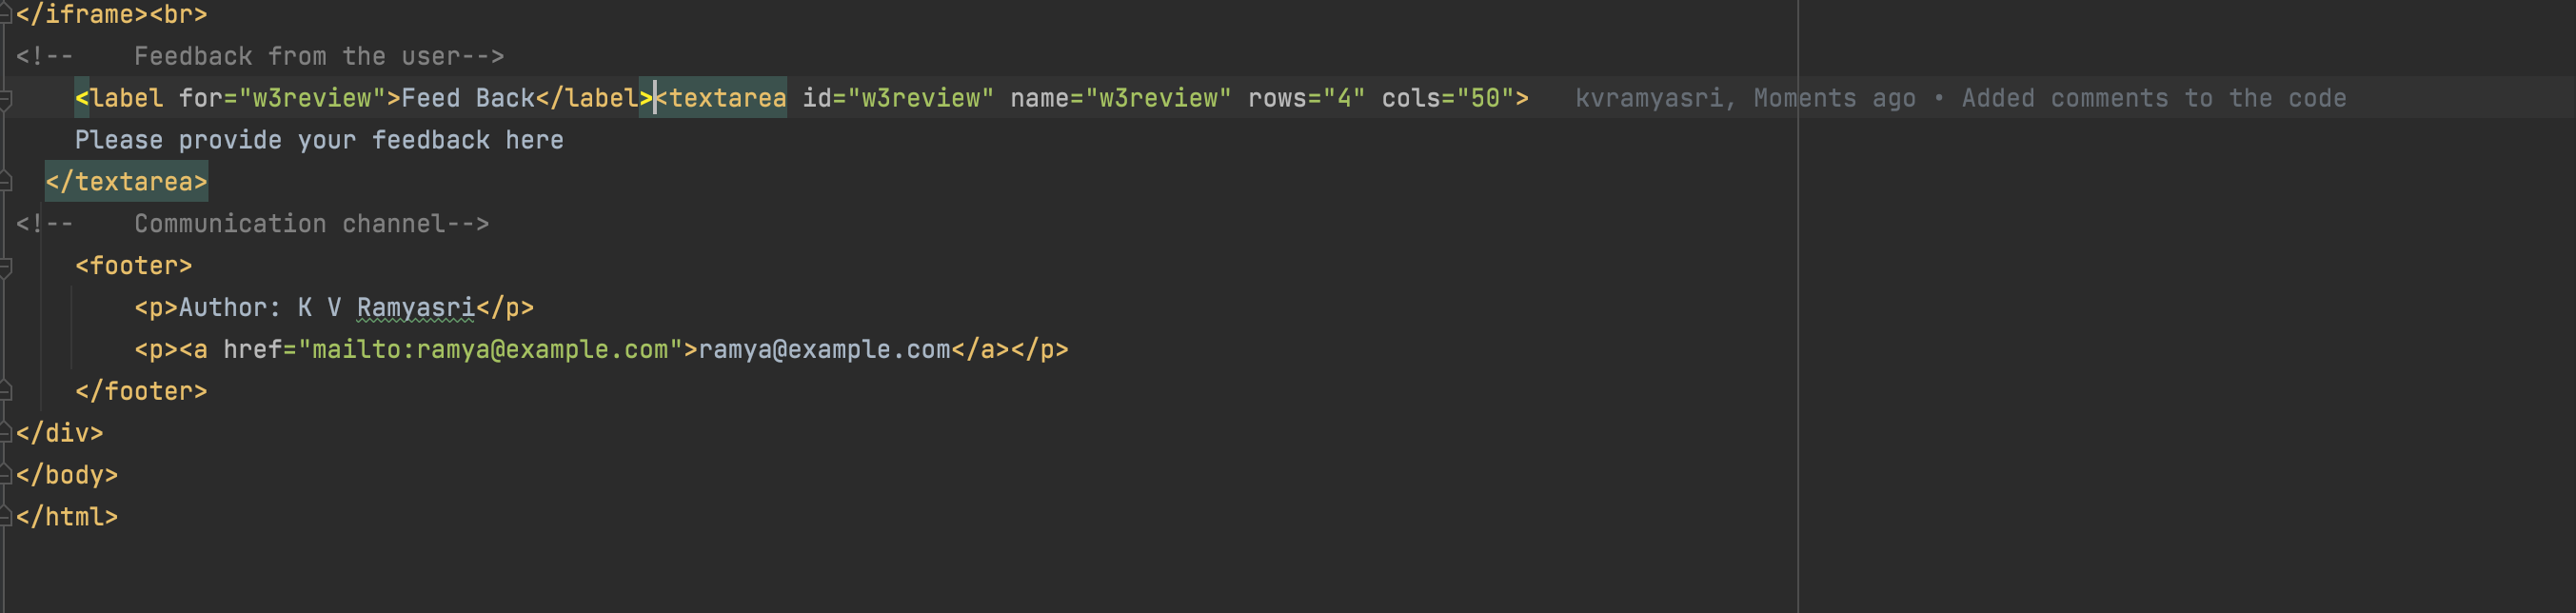 </iframe><br>
<!--    Feedback from the user-->
    <label for="w3review">Feed Back</label><textarea id="w3review" name="w3review" rows="4" cols="50">   kvramyasri, Moments ago • Added comments to the code
    Please provide your feedback here
  </textarea>
<!--    Communication channel-->
    <footer>
        <p>Author: K V Ramyasri</p>
        <p><a href="mailto:ramya@example.com">ramya@example.com</a></p>
    </footer>
</div>
</body>
</html>